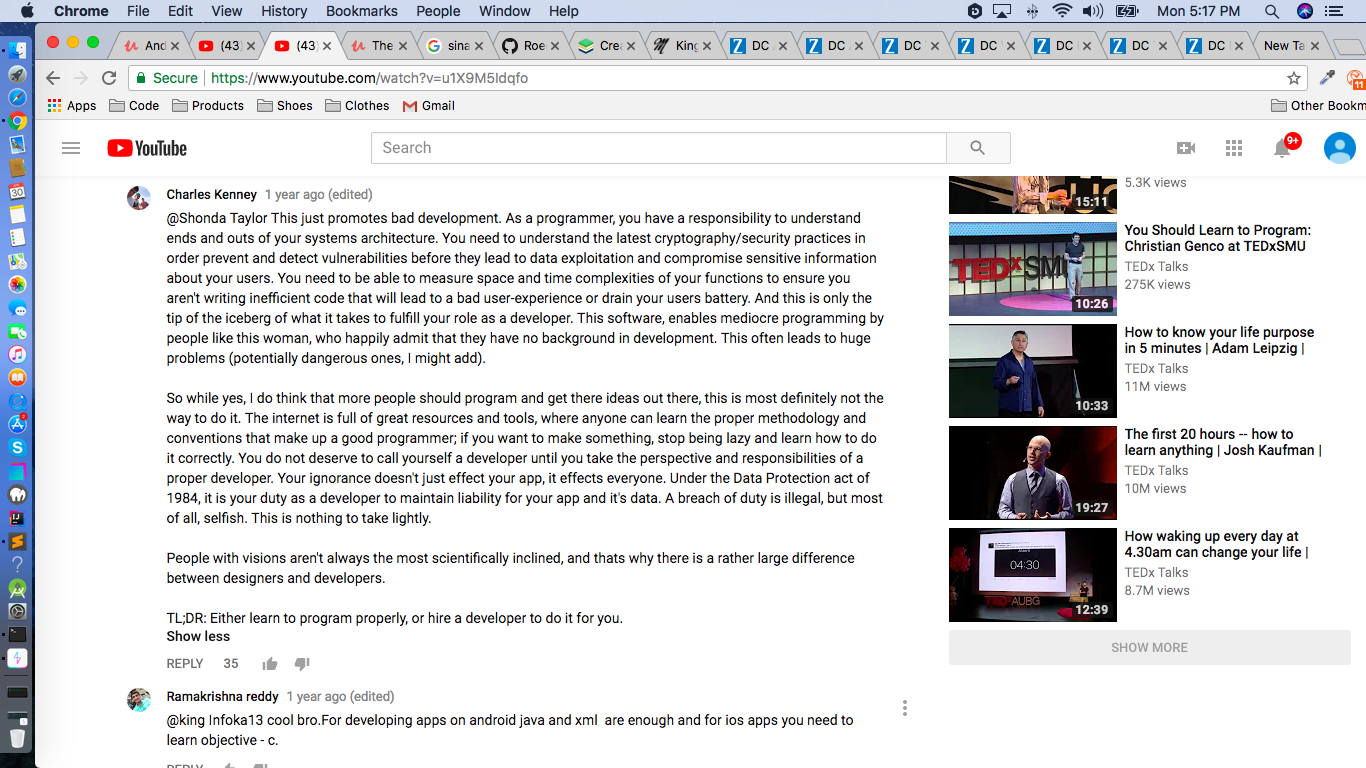 Chrome File Edit View History Bookmarks People Window Help Mon 5:17 PM
And (43) (43) The sina Roe Crea King DC DC DC DC DC DC DC New Ta
Secure https://www.youtube.com/watch?v=u1X9M5ldqfo
11
Apps Code Products Shoes Clothes Gmail Other Bookm
YouTube
Search
9+
30
Charles Kenney 1 year ago (edited)
@Shonda Taylor This just promotes bad development. As a programmer, you have a responsibility to understand
ends and outs of your systems architecture. You need to understand the latest cryptography/security practices in
order prevent and detect vulnerabilities before they lead to data exploitation and compromise sensitive information
about your users. You need to be able to measure space and time complexities of your functions to ensure you
aren't writing inefficient code that will lead to a bad user-experience or drain your users battery. And this is only the
tip of the iceberg of what it takes to fulfill your role as a developer. This software, enables mediocre programming by
people like this woman, who happily admit that they have no background in development. This often leads to huge
problems (potentially dangerous ones, I might add).
So while yes, I do think that more people should program and get there ideas out there, this is most definitely not the
way to do it. The internet is full of great resources and tools, where anyone can learn the proper methodology and
conventions that make up a good programmer; if you want to make something, stop being lazy and learn how to do
it correctly. You do not deserve to call yourself a developer until you take the perspective and responsibilities of a
proper developer. Your ignorance doesn't just effect your app, it effects everyone. Under the Data Protection act of
1984, it is your duty as a developer to maintain liability for your app and it's data. A breach of duty is illegal, but most
of all, selfish. This is nothing to take lightly.
People with visions aren't always the most scientifically inclined, and thats why there is a rather large difference
between designers and developers.
TL;DR: Either learn to program properly, or hire a developer to do it for you.
Show less
REPLY 35
Ramakrishna reddy 1 year ago (edited)
@king Infoka13 cool bro.For developing apps on android java and xml are enough and for ios apps you need to
learn objective - c.
REPLY
15:11
5.3K views
TEDxSMU
10:26
You Should Learn to Program:
Christian Genco at TEDxSMU
TEDx Talks
275K views
10:33
How to know your life purpose
in 5 minutes | Adam Leipzig |
TEDx Talks
11M views
19:27
The first 20 hours -- how to
learn anything | Josh Kaufman |
TEDx Talks
10M views
04:30
AUBG
12:39
How waking up every day at
4.30am can change your life |
TEDx Talks
8.7M views
SHOW MORE